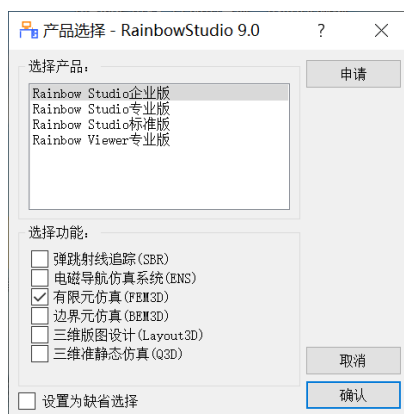 产品选择 - RainbowStudio 9.0
选择产品：
申请
Rainbow Studio企业版
Rainbow Studio专业版
Rainbow Studio标准版
Rainbow Viewer专业版
选择功能：
弹跳射线追踪(SBR)
电磁导航仿真系统(ENS)
有限元仿真(FEM3D)
边界元仿真(BEM3D)
三维版图设计(Layout3D)
三维准静态仿真(Q3D)
取消
设置为缺省选择
确认